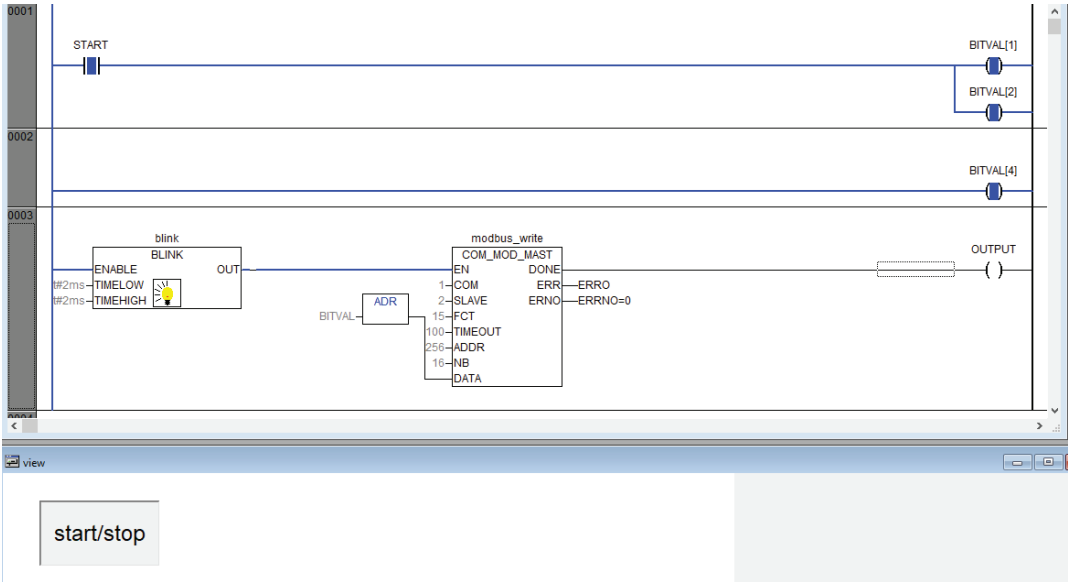 0001
START
BITVAL[1]
BITVAL[2]
0002
BITVAL[4]
0003
blink
modbus_write
BLINK
COM_MOD_MAST
OUTPUT
ENABLE OUT
EN DONE
t#2ms TIMELOW
1 COM ERR ERRO
t#2ms TIMEHIGH
ADR
2 SLAVE ERNO ERRNO=0
BITVAL
15 FCT
100 TIMEOUT
256 ADDR
16 NB
DATA
0004
view
start/stop